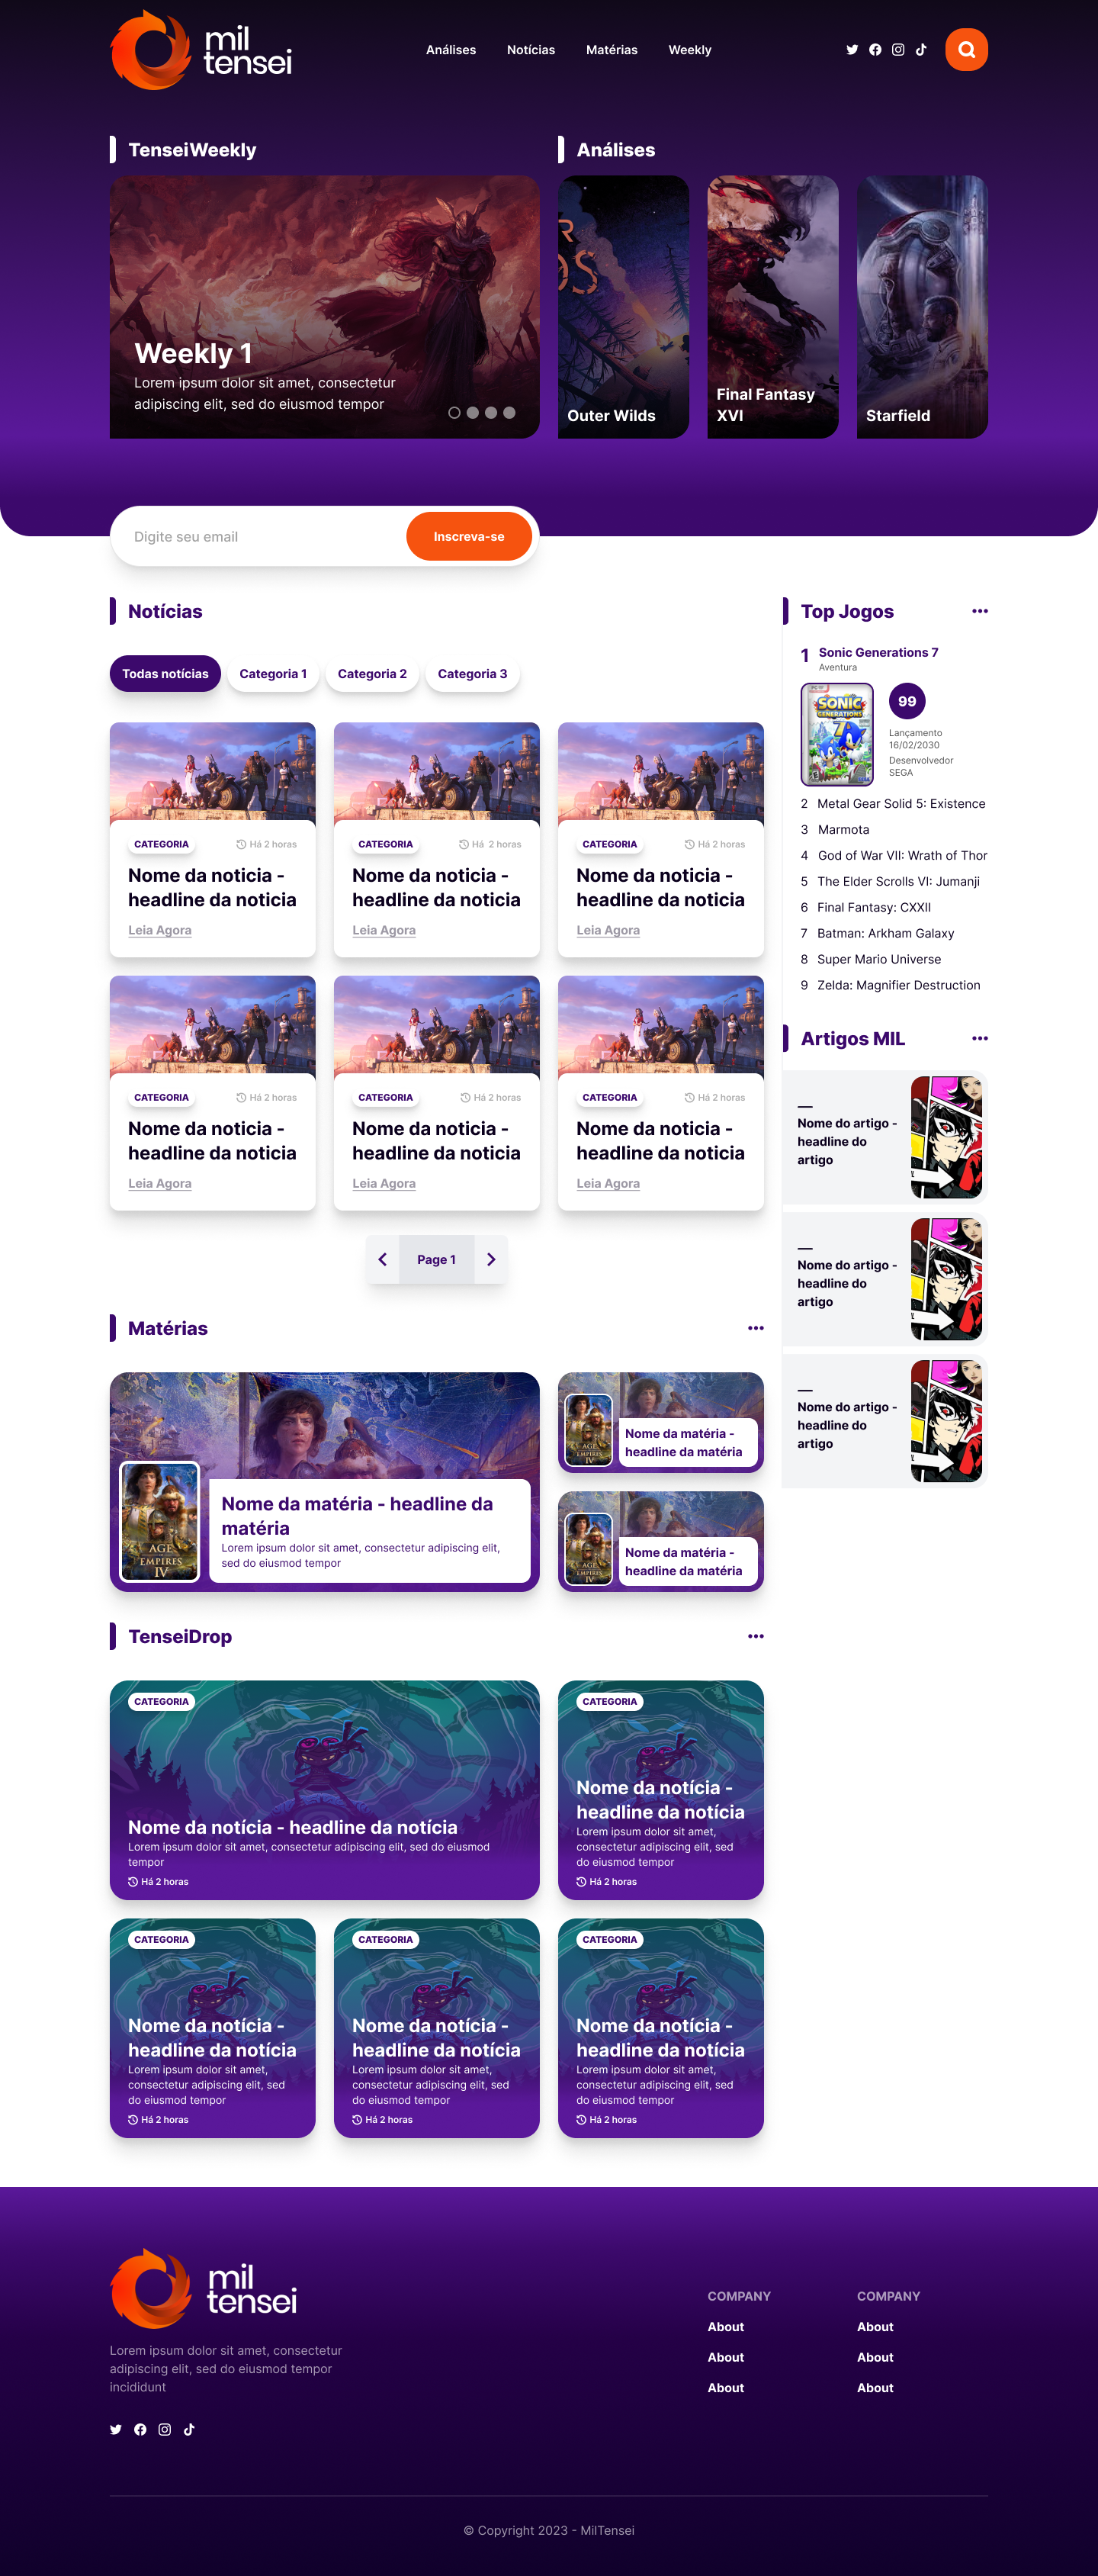 mil
tensei
Análises
Notícias
Matérias
Weekly
TenseiWeekly
Weekly 1
Lorem ipsum dolor sit amet, consectetur
adipiscing elit, sed do eiusmod tempor
Análises
Outer Wilds
Final Fantasy
XVI
Starfield
Digite seu email
Inscreva-se
Notícias
Todas notícias
Categoria 1
Categoria 2
Categoria 3
CATEGORIA
Há 2 horas
Nome da noticia -
headline da noticia
Leia Agora
CATEGORIA
Há 2 horas
Nome da noticia -
headline da noticia
Leia Agora
CATEGORIA
Há 2 horas
Nome da noticia -
headline da noticia
Leia Agora
CATEGORIA
Há 2 horas
Nome da noticia -
headline da noticia
Leia Agora
CATEGORIA
Há 2 horas
Nome da noticia -
headline da noticia
Leia Agora
CATEGORIA
Há 2 horas
Nome da noticia -
headline da noticia
Leia Agora
Page 1
Top Jogos
1
Sonic Generations 7
Aventura
SONIC
GENERATIONS
7
99
Lançamento
16/02/2030
Desenvolvedor
SEGA
2 Metal Gear Solid 5: Existence
3 Marmota
4 God of War VII: Wrath of Thor
5 The Elder Scrolls VI: Jumanji
6 Final Fantasy: CXXII
7 Batman: Arkham Galaxy
8 Super Mario Universe
9 Zelda: Magnifier Destruction
Artigos MIL
Nome do artigo -
headline do
artigo
Nome do artigo -
headline do
artigo
Nome do artigo -
headline do
artigo
Matérias
AGE
EMPIRES
IV
Nome da matéria - headline da
matéria
Lorem ipsum dolor sit amet, consectetur adipiscing elit,
sed do eiusmod tempor
AGE
EMPIRES
IV
Nome da matéria -
headline da matéria
AGE
EMPIRES
IV
Nome da matéria -
headline da matéria
TenseiDrop
CATEGORIA
Nome da notícia - headline da notícia
Lorem ipsum dolor sit amet, consectetur adipiscing elit, sed do eiusmod
tempor
Há 2 horas
CATEGORIA
Nome da notícia -
headline da notícia
Lorem ipsum dolor sit amet,
consectetur adipiscing elit, sed
do eiusmod tempor
Há 2 horas
CATEGORIA
Nome da notícia -
headline da notícia
Lorem ipsum dolor sit amet,
consectetur adipiscing elit, sed
do eiusmod tempor
Há 2 horas
CATEGORIA
Nome da notícia -
headline da notícia
Lorem ipsum dolor sit amet,
consectetur adipiscing elit, sed
do eiusmod tempor
Há 2 horas
CATEGORIA
Nome da notícia -
headline da notícia
Lorem ipsum dolor sit amet,
consectetur adipiscing elit, sed
do eiusmod tempor
Há 2 horas
mil
tensei
Lorem ipsum dolor sit amet, consectetur
adipiscing elit, sed do eiusmod tempor
incididunt
COMPANY
About
About
About
COMPANY
About
About
About
© Copyright 2023 - MilTensei